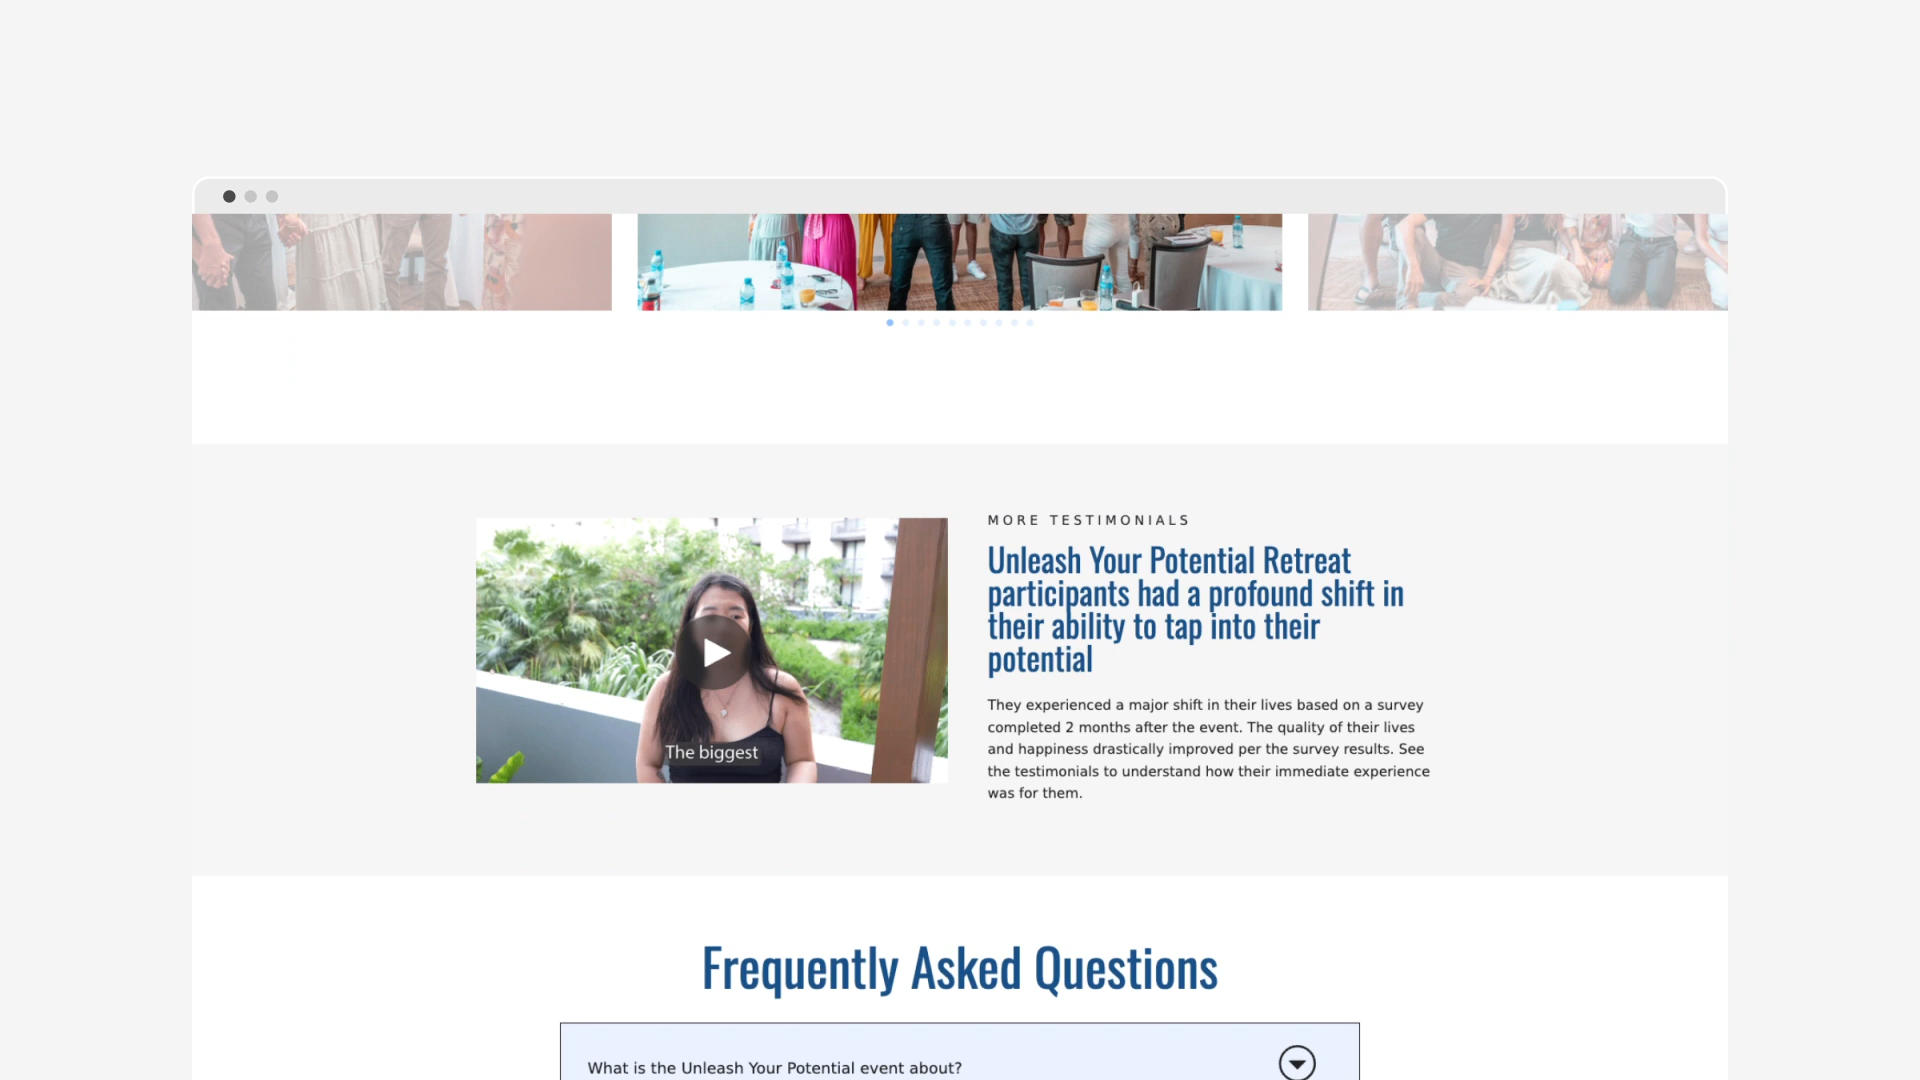 MORE TESTIMONIALS
Unleash Your Potential Retreat
participants had a profound shift in
their ability to tap into their
potential
They experienced a major shift in their lives based on a survey
completed 2 months after the event. The quality of their lives
and happiness drastically improved per the survey results. See
the testimonials to understand how their immediate experience
was for them.
The biggest
Frequently Asked Questions
What is the Unleash Your Potential event about?